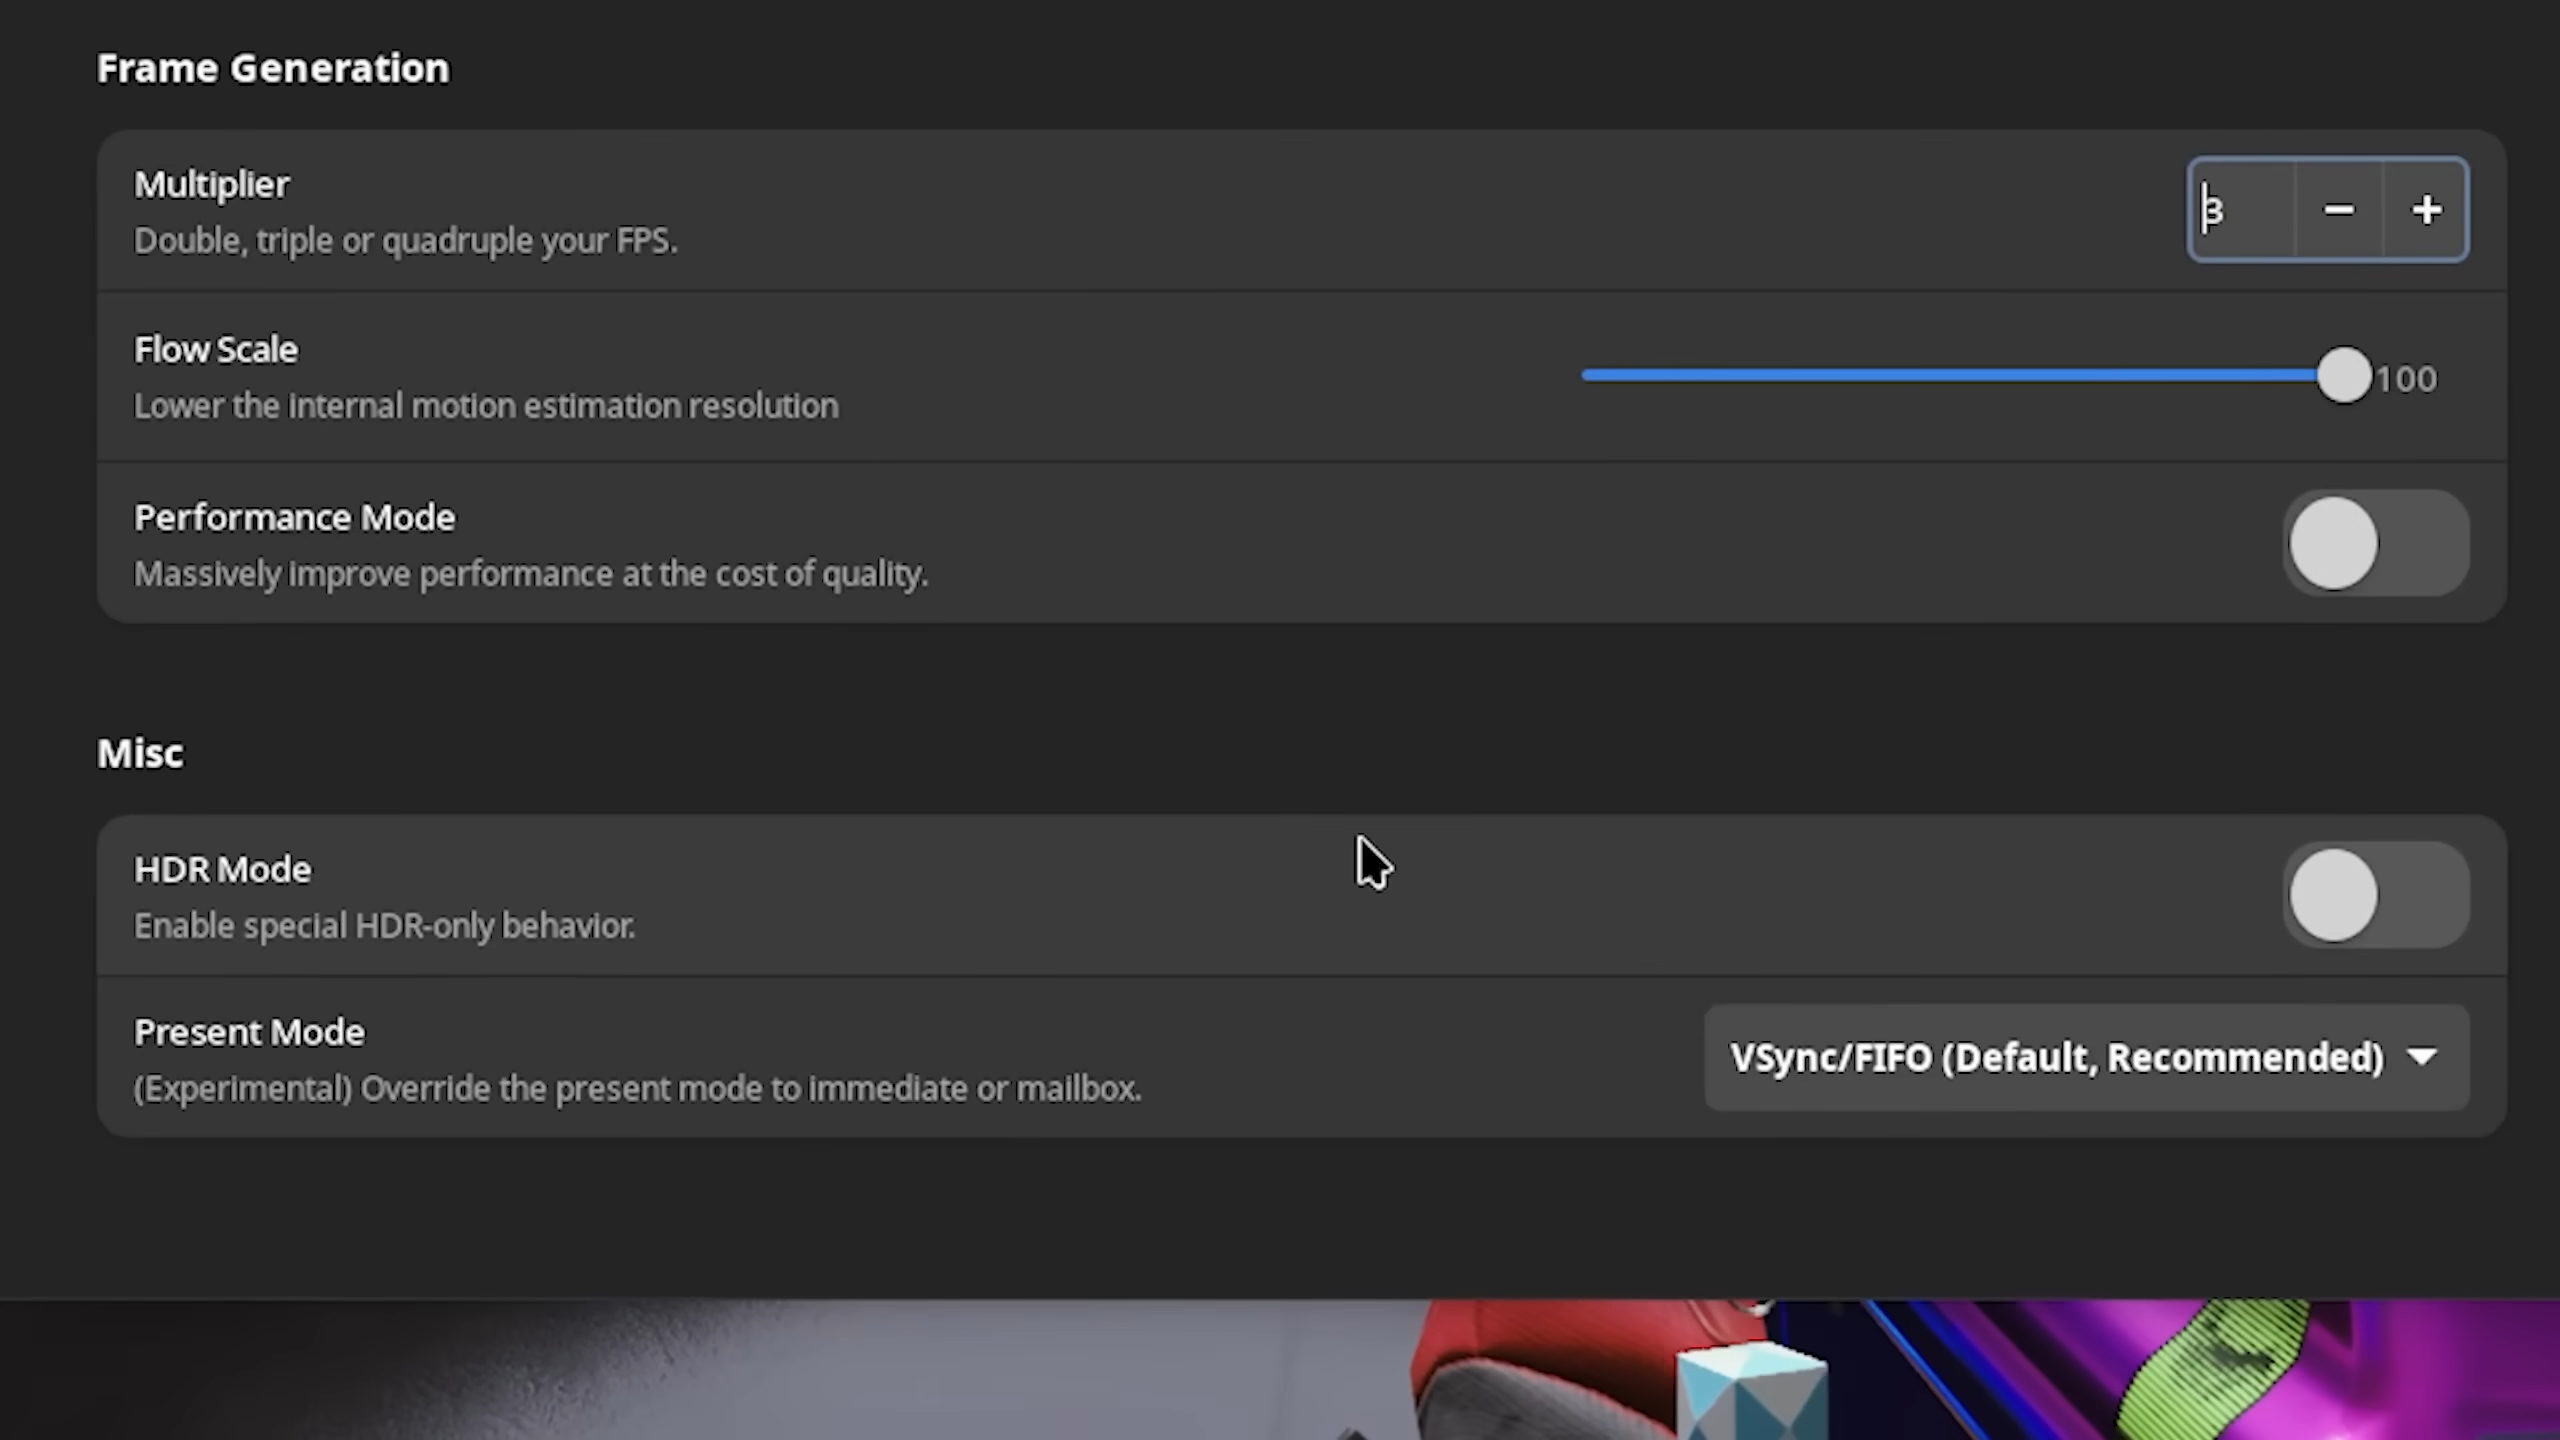 Frame Generation
Multiplier
Double, triple or quadruple your FPS.
3
Flow Scale
Lower the internal motion estimation resolution
100
Performance Mode
Massively improve performance at the cost of quality.
Misc
HDR Mode
Enable special HDR-only behavior.
Present Mode
(Experimental) Override the present mode to immediate or mailbox.
VSync/FIFO (Default, Recommended)